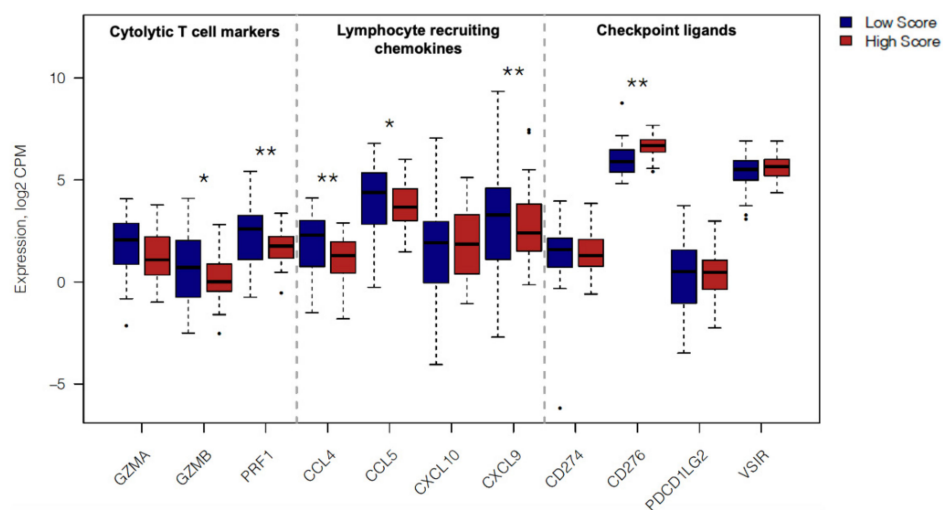 Cytolytic T cell markers
Lymphocyte recruiting
chemokines
Checkpoint ligands
Low Score
High Score
Expression, log2 CPM
10
5
0
−5
*
**
**
*
**
**
GZMA
GZMB
PRF1
CCL4
CCL5
CXCL10
CXCL9
CD274
CD276
PDCD1LG2
VSIR